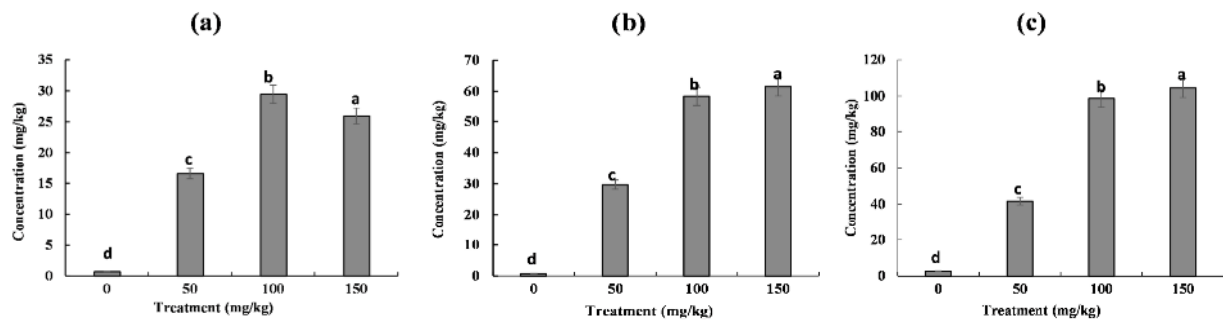 (a)
35
30
25
20
15
10
5
0
Concentration (mg/kg)
d
c
b
a
0 50 100 150
Treatment (mg/kg)
(b)
70
60
50
40
30
20
10
0
Concentration (mg/kg)
d
c
b
a
0 50 100 150
Treatment (mg/kg)
(c)
120
100
80
60
40
20
0
Concentration (mg/kg)
d
c
b
a
0 50 100 150
Treatment (mg/kg)